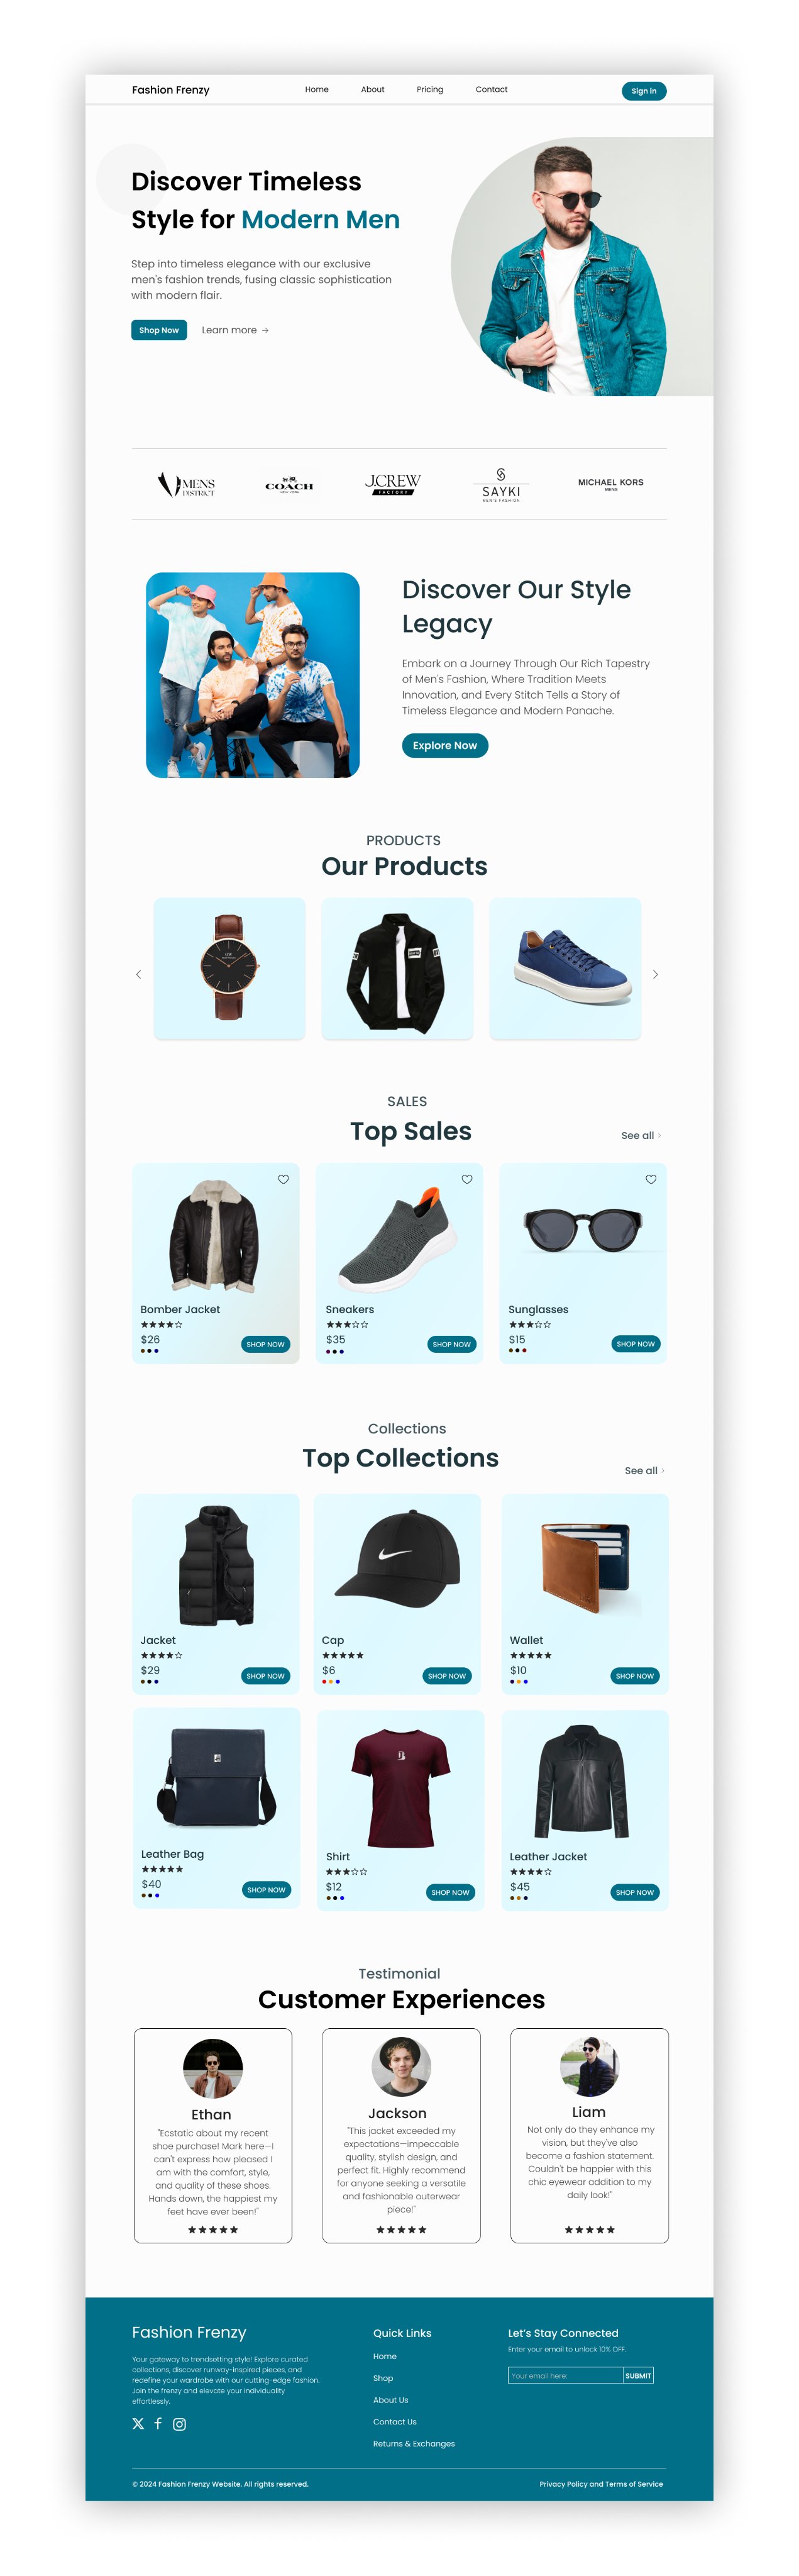 Fashion Frenzy
Home
About
Pricing
Contact
Sign in
Discover Timeless
Style for Modern Men
Step into timeless elegance with our exclusive
men's fashion trends, fusing classic sophistication
with modern flair.
Shop Now
Learn more →
MENS
DISTRICT
COACH
NEW YORK
J.CREW
FACTORY
SAYKI
MEN'S FASHION
MICHAEL KORS
MENS
Discover Our Style
Legacy
Embark on a Journey Through Our Rich Tapestry
of Men's Fashion, Where Tradition Meets
Innovation, and Every Stitch Tells a Story of
Timeless Elegance and Modern Panache.
Explore Now
PRODUCTS
Our Products
SALES
Top Sales
See all >
Bomber Jacket
$26
SHOP NOW
Sneakers
$35
SHOP NOW
Sunglasses
$15
SHOP NOW
Collections
Top Collections
See all >
Jacket
$29
SHOP NOW
Cap
$6
SHOP NOW
Wallet
$10
SHOP NOW
Leather Bag
$40
SHOP NOW
Shirt
$12
SHOP NOW
Leather Jacket
$45
SHOP NOW
Testimonial
Customer Experiences
Ethan
"Ecstatic about my recent
shoe purchase! Mark here—I
can't express how pleased I
am with the comfort, style,
and quality of these shoes.
Hands down, the happiest my
feet have ever been!"
Jackson
"This jacket exceeded my
expectations—impeccable
quality, stylish design, and
perfect fit. Highly recommend
for anyone seeking a versatile
and fashionable outerwear
piece!"
Liam
Not only do they enhance my
vision, but they've also
become a fashion statement.
Couldn't be happier with this
chic eyewear addition to my
daily look!"
Fashion Frenzy
Your gateway to trendsetting style! Explore curated
collections, discover runway-inspired pieces, and
redefine your wardrobe with our cutting-edge fashion.
Join the frenzy and elevate your individuality
effortlessly.
Quick Links
Home
Shop
About Us
Contact Us
Returns & Exchanges
Let's Stay Connected
Enter your email to unlock 10% OFF.
Your email here:
SUBMIT
© 2024 Fashion Frenzy Website. All rights reserved.
Privacy Policy and Terms of Service